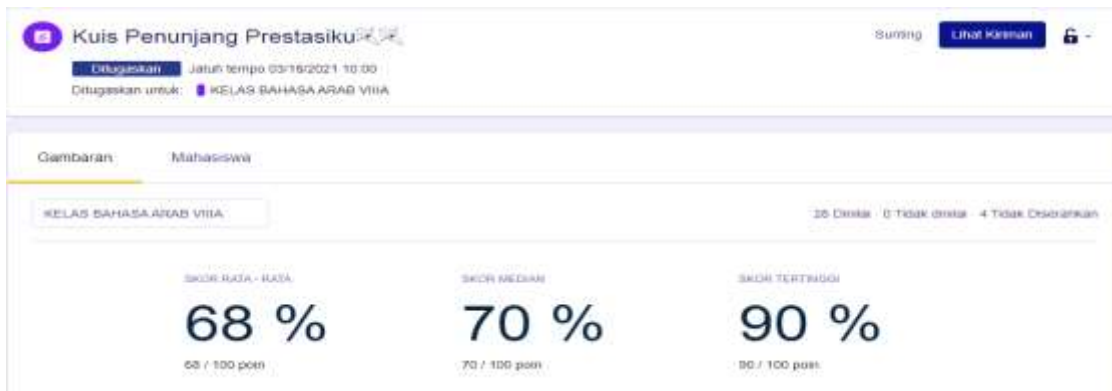 Kuis Penunjang Prestasiku
Sunting
Lihat Kiriman
Ditugaskan Jatuh tempo 03/16/2021 10:00
Ditugaskan untuk: KELAS BAHASA ARAB VIIIA
Gambaran Mahasiswa
KELAS BAHASA ARAB VIIIA
Dinilai · 0 Tidak dinilai · 4 Tidak Diserahkan
SKOR RATA - RATA SKOR MEDIAN SKOR TERTINGGI
68 % 70 % 90 %
68 / 100 poin 70 / 100 poin 90 / 100 poin